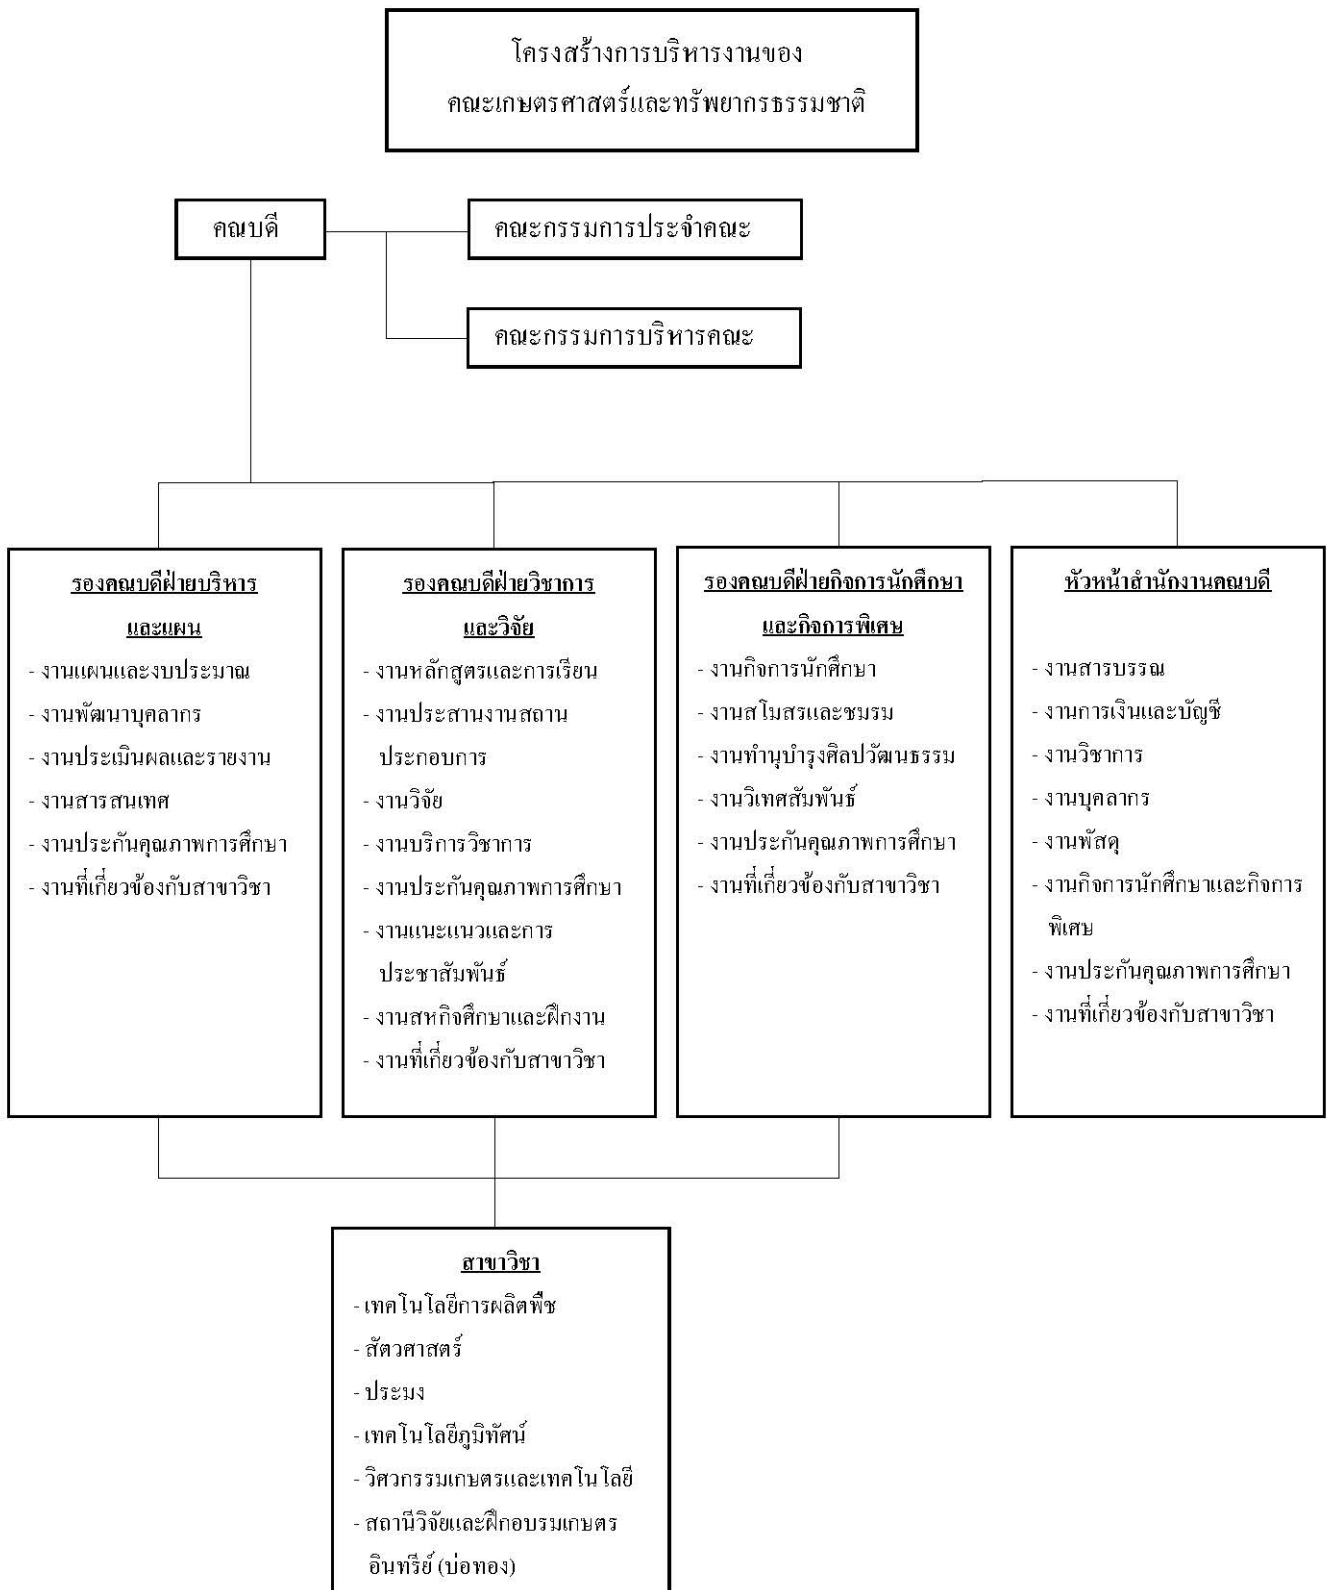 โครงสร้างการบริหารงานของ
คณะเกษตรศาสตร์และทรัพยากรธรรมชาติ
คณบดี
คณะกรรมการประจำคณะ
คณะกรรมการบริหารคณะ
รองคณบดีฝ่ายบริหาร
และแผน
- งานแผนและงบประมาณ
- งานพัฒนาบุคลากร
- งานประเมินผลและรายงาน
- งานสารสนเทศ
- งานประกันคุณภาพการศึกษา
- งานที่เกี่ยวข้องกับสาขาวิชา
รองคณบดีฝ่ายวิชาการ
และวิจัย
- งานหลักสูตรและการเรียน
- งานประสานงานสถาน
ประกอบการ
- งานวิจัย
- งานบริการวิชาการ
- งานประกันคุณภาพการศึกษา
- งานแนะแนวและการ
ประชาสัมพันธ์
- งานสหกิจศึกษาและฝึกงาน
- งานที่เกี่ยวข้องกับสาขาวิชา
รองคณบดีฝ่ายกิจการนักศึกษา
และกิจการพิเศษ
- งานกิจการนักศึกษา
- งานสโมสรและชมรม
- งานทำนุบำรุงศิลปวัฒนธรรม
- งานวิเทศสัมพันธ์
- งานประกันคุณภาพการศึกษา
- งานที่เกี่ยวข้องกับสาขาวิชา
หัวหน้าสำนักงานคณบดี
- งานสารบรรณ
- งานการเงินและบัญชี
- งานวิชาการ
- งานบุคลากร
- งานพัสดุ
- งานกิจการนักศึกษาและกิจการ
พิเศษ
- งานประกันคุณภาพการศึกษา
- งานที่เกี่ยวข้องกับสาขาวิชา
สาขาวิชา
- เทคโนโลยีการผลิตพืช
- สัตวศาสตร์
- ประมง
- เทคโนโลยีภูมิทัศน์
- วิศวกรรมเกษตรและเทคโนโลยี
- สถานีวิจัยและฝึกอบรมเกษตร
อินทรีย์ (บ่อทอง)